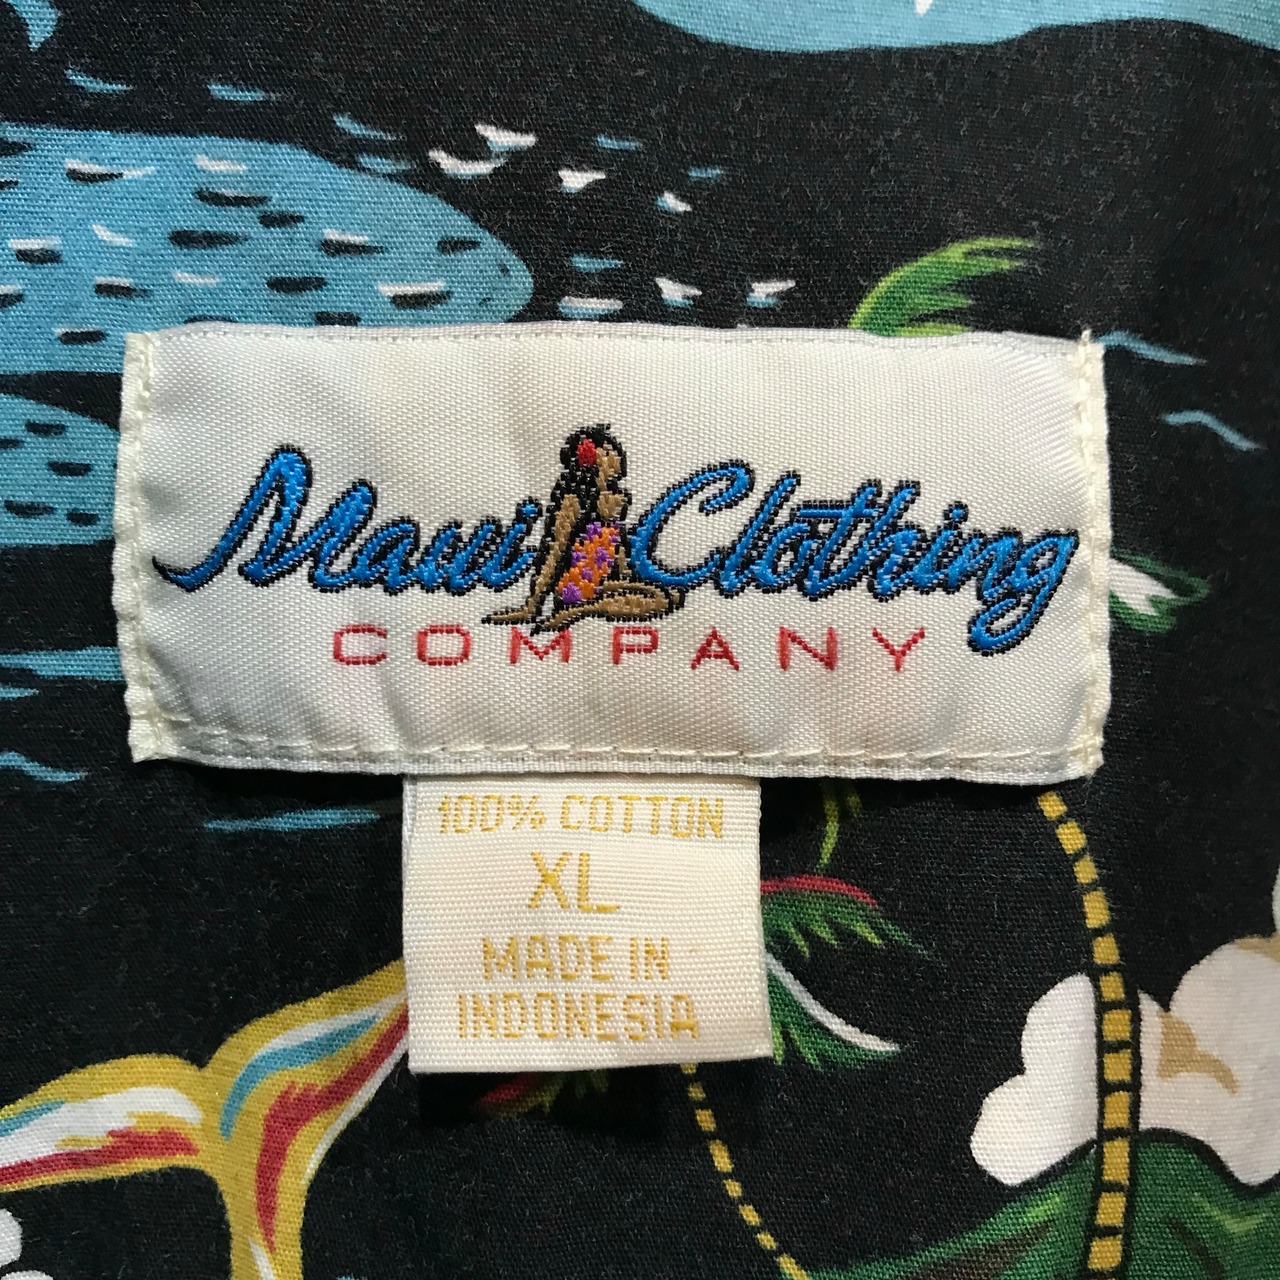 Maui Clothing
COMPANY
100% COTTON
XL
MADE IN
INDONESIA